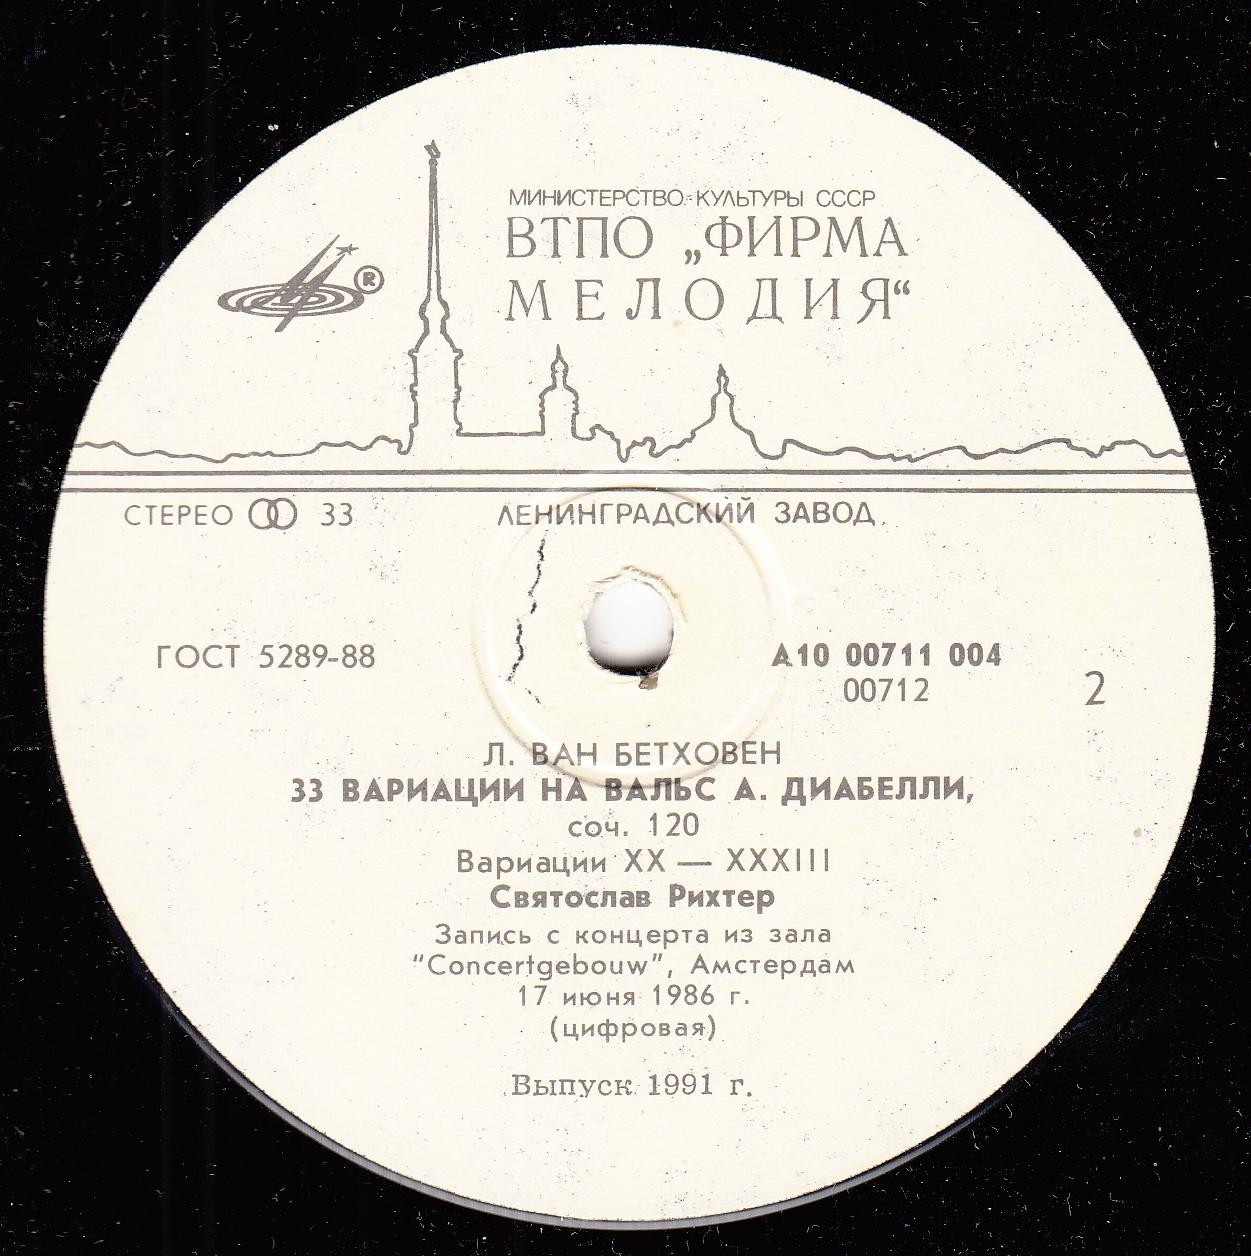 МИНИСТЕРСТВО КУЛЬТУРЫ СССР
ВТПО „ФИРМА
МЕЛОДИЯ“
®
СТЕРЕО 33
ЛЕНИНГРАДСКИЙ ЗАВОД
ГОСТ 5289-88
А10 00711 004
00712
2
Л. ВАН БЕТХОВЕН
33 ВАРИАЦИИ НА ВАЛЬС А. ДИАБЕЛЛИ,
соч. 120
Вариации XX — XXXIII
Святослав Рихтер
Запись с концерта из зала
"Concertgebouw", Амстердам
17 июня 1986 г.
(цифровая)
Выпуск 1991 г.